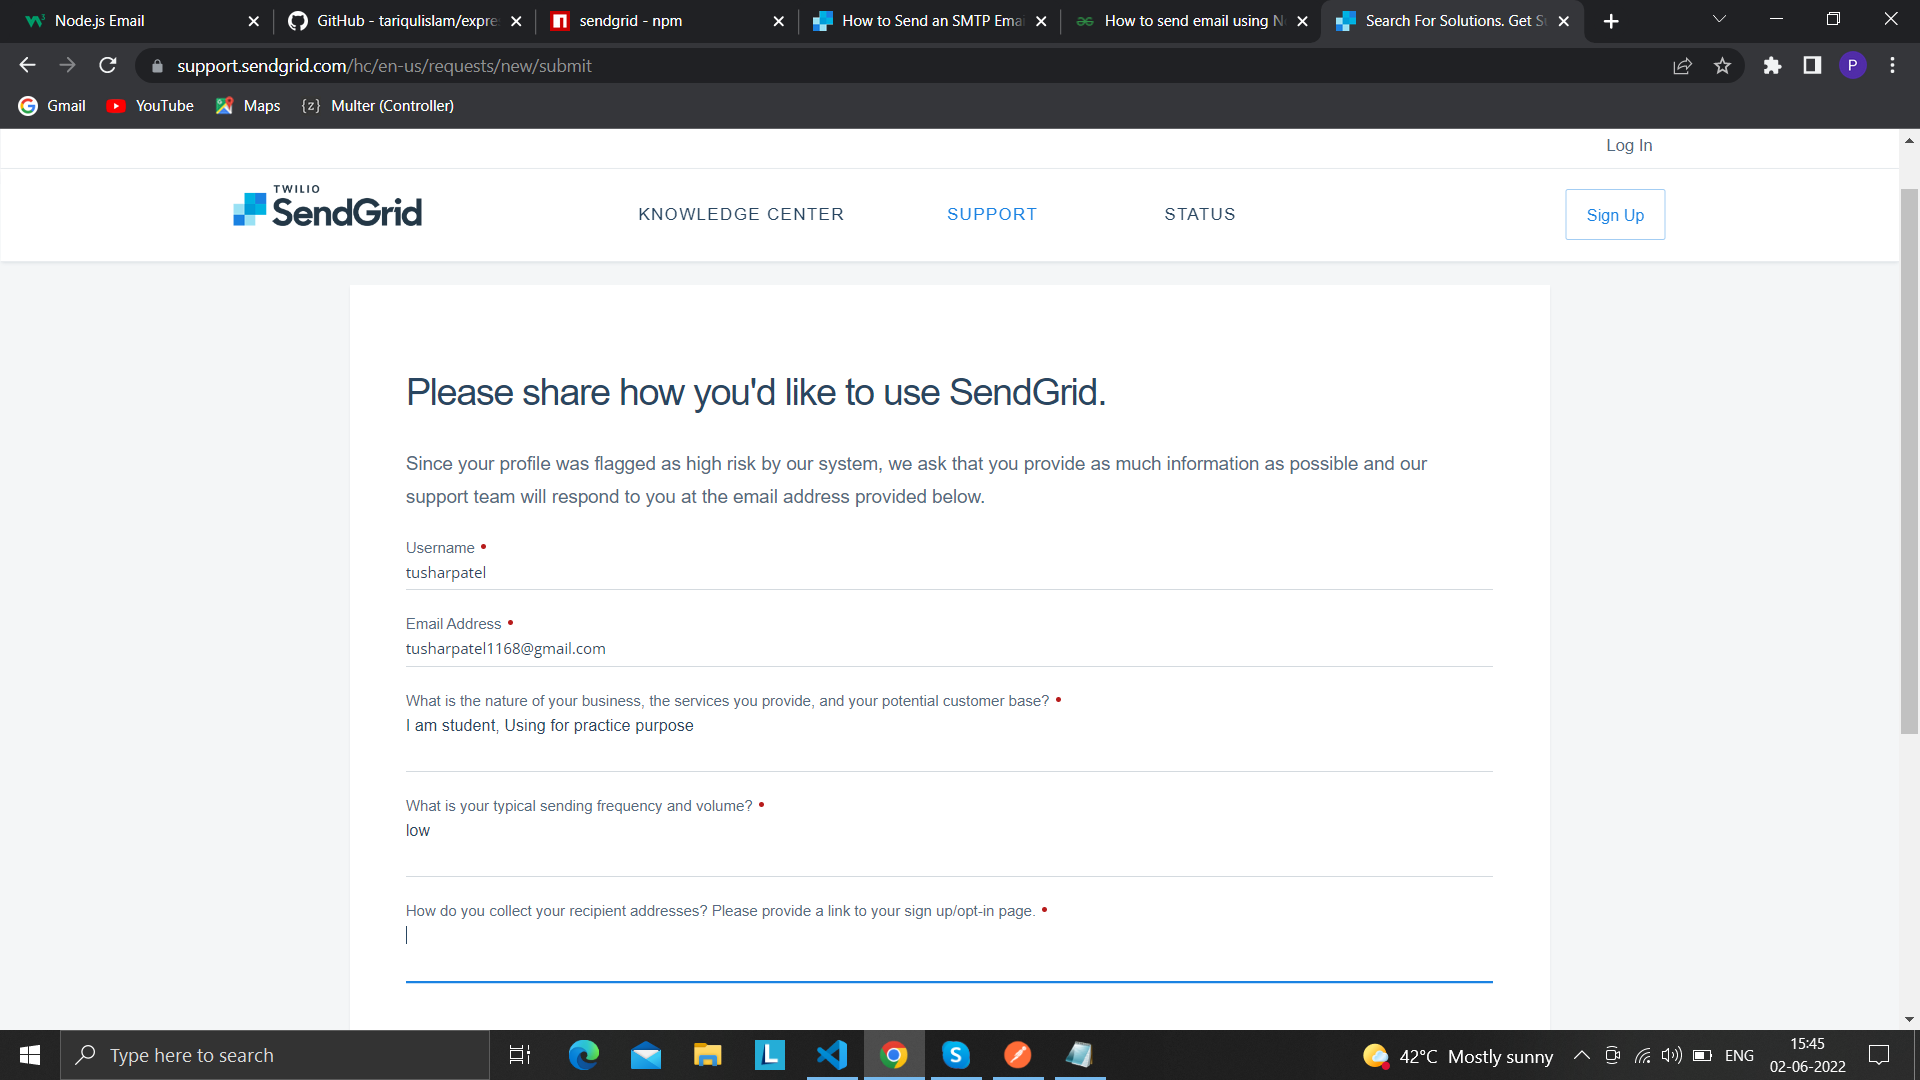 Node.js Email
GitHub - tariqulislam/expre
sendgrid - npm
How to Send an SMTP Emai
How to send email using N
Search For Solutions. Get S
support.sendgrid.com/hc/en-us/requests/new/submit
P
Gmail
YouTube
Maps
{z} Multer (Controller)
Log In
TWILIO
SendGrid
KNOWLEDGE CENTER
SUPPORT
STATUS
Sign Up
Please share how you'd like to use SendGrid.
Since your profile was flagged as high risk by our system, we ask that you provide as much information as possible and our
support team will respond to you at the email address provided below.
Username •
tusharpatel
Email Address •
tusharpatel1168@gmail.com
What is the nature of your business, the services you provide, and your potential customer base? •
I am student, Using for practice purpose
What is your typical sending frequency and volume? •
low
How do you collect your recipient addresses? Please provide a link to your sign up/opt-in page. •
Type here to search
L
S
42°C Mostly sunny
ENG
15:45
02-06-2022